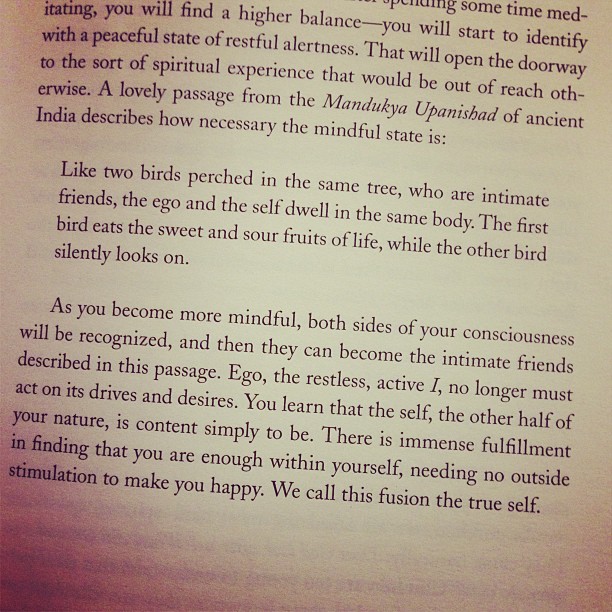 spending some time med-
itating, you will find a higher balance—you will start to identify
with a peaceful state of restful alertness. That will open the doorway
to the sort of spiritual experience that would be out of reach oth-
erwise. A lovely passage from the Mandukya Upanishad of ancient
India describes how necessary the mindful state is:
Like two birds perched in the same tree, who are intimate
friends, the ego and the self dwell in the same body. The first
bird eats the sweet and sour fruits of life, while the other bird
silently looks on.
As you become more mindful, both sides of your consciousness
will be recognized, and then they can become the intimate friends
described in this passage. Ego, the restless, active I, no longer must
act on its drives and desires. You learn that the self, the other half of
your nature, is content simply to be. There is immense fulfillment
in finding that you are enough within yourself, needing no outside
stimulation to make you happy. We call this fusion the true self.